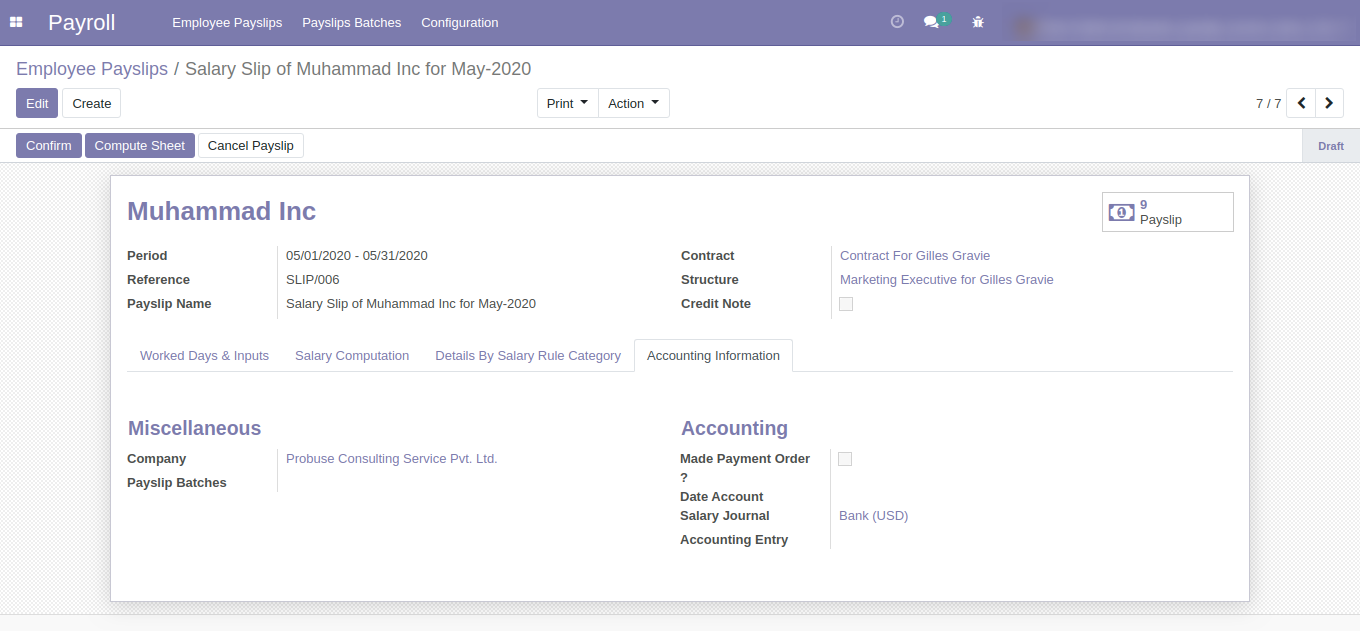 Payroll Employee Payslips Payslips Batches Configuration 1
Employee Payslips / Salary Slip of Muhammad Inc for May-2020
Edit Create Print Action 7 / 7
Confirm Compute Sheet Cancel Payslip Draft
Muhammad Inc
9
Payslip
Period 05/01/2020 - 05/31/2020 Contract Contract For Gilles Gravie
Reference SLIP/006 Structure Marketing Executive for Gilles Gravie
Payslip Name Salary Slip of Muhammad Inc for May-2020 Credit Note
Worked Days & Inputs Salary Computation Details By Salary Rule Category Accounting Information
Miscellaneous Accounting
Company Probuse Consulting Service Pvt. Ltd. Made Payment Order
?
Payslip Batches
Date Account
Salary Journal Bank (USD)
Accounting Entry